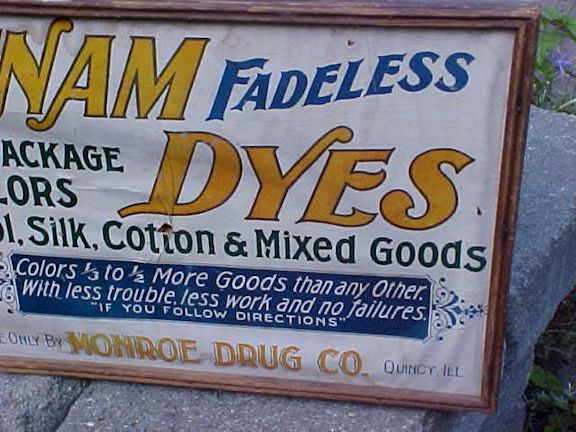 NAM FADELESS
DYES
PACKAGE
LORS
l, Silk, Cotton & Mixed Goods
Colors 1/3 to 1/2 More Goods than any Other.
With less trouble, less work and no failures.
"IF YOU FOLLOW DIRECTIONS"
E ONLY BY MONROE DRUG CO. QUINCY, ILL